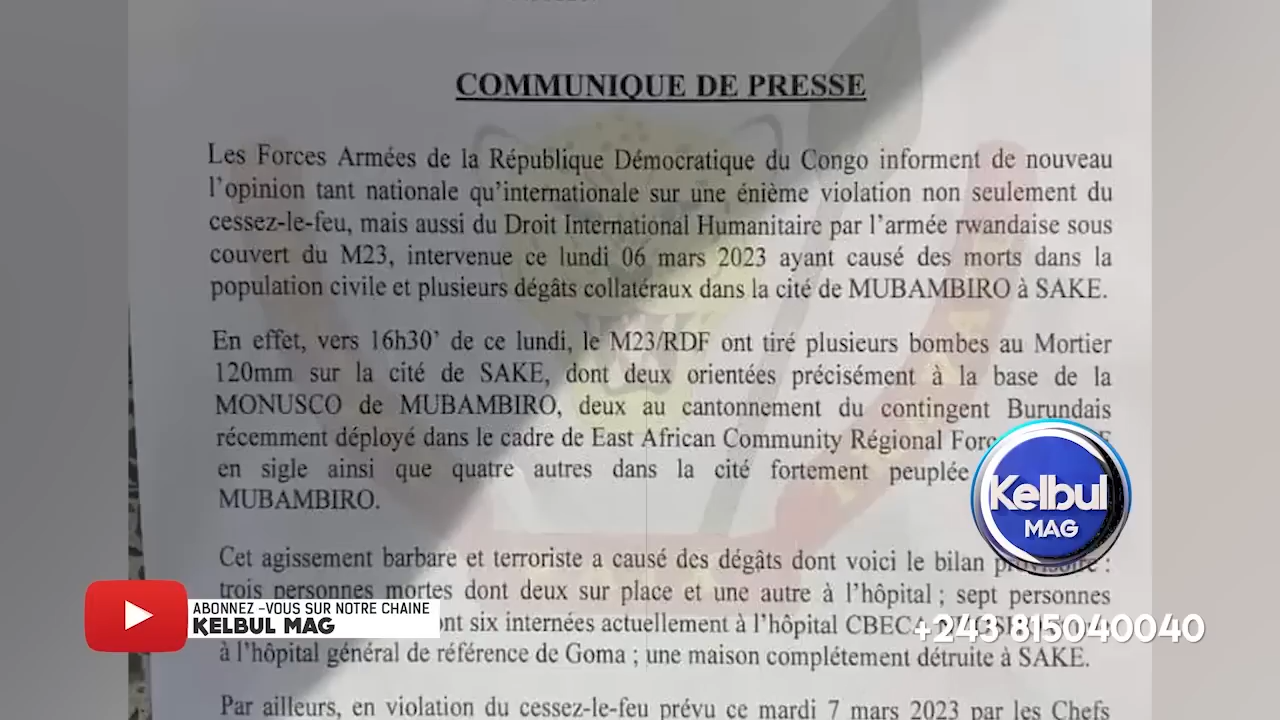 COMMUNIQUE DE PRESSE
Les Forces Armées de la République Démocratique du Congo informent de nouveau
l'opinion tant nationale qu'internationale sur une énième violation non seulement du
cessez-le-feu, mais aussi du Droit International Humanitaire par l'armée rwandaise sous
couvert du M23, intervenue ce lundi 06 mars 2023 ayant causé des morts dans la
population civile et plusieurs dégâts collatéraux dans la cité de MUBAMBIRO à SAKE.
En effet, vers 16h30' de ce lundi, le M23/RDF ont tiré plusieurs bombes au Mortier
120mm sur la cité de SAKE, dont deux orientées précisément à la base de la
MONUSCO de MUBAMBIRO, deux au cantonnement du contingent Burundais
récemment déployé dans le cadre de East African Community Régional
en sigle ainsi que quatre autres dans la cité fortement peuplée
MUBAMBIRO.
Cet agissement barbare et terroriste a causé des dégâts dont voici le bilan provisoire :
trois personnes mortes dont deux sur place et une autre à l'hôpital ; sept personnes
six internées actuellement à l'hôpital
à l'hôpital général de référence de Goma ; une maison complétement détruite à SAKE.
Par ailleurs, en violation du cessez-le-feu prévu ce mardi 7 mars 2023 par les Chefs
Kelbul
MAG
ABONNEZ -VOUS SUR NOTRE CHAINE
KELBUL MAG
+243 815040040